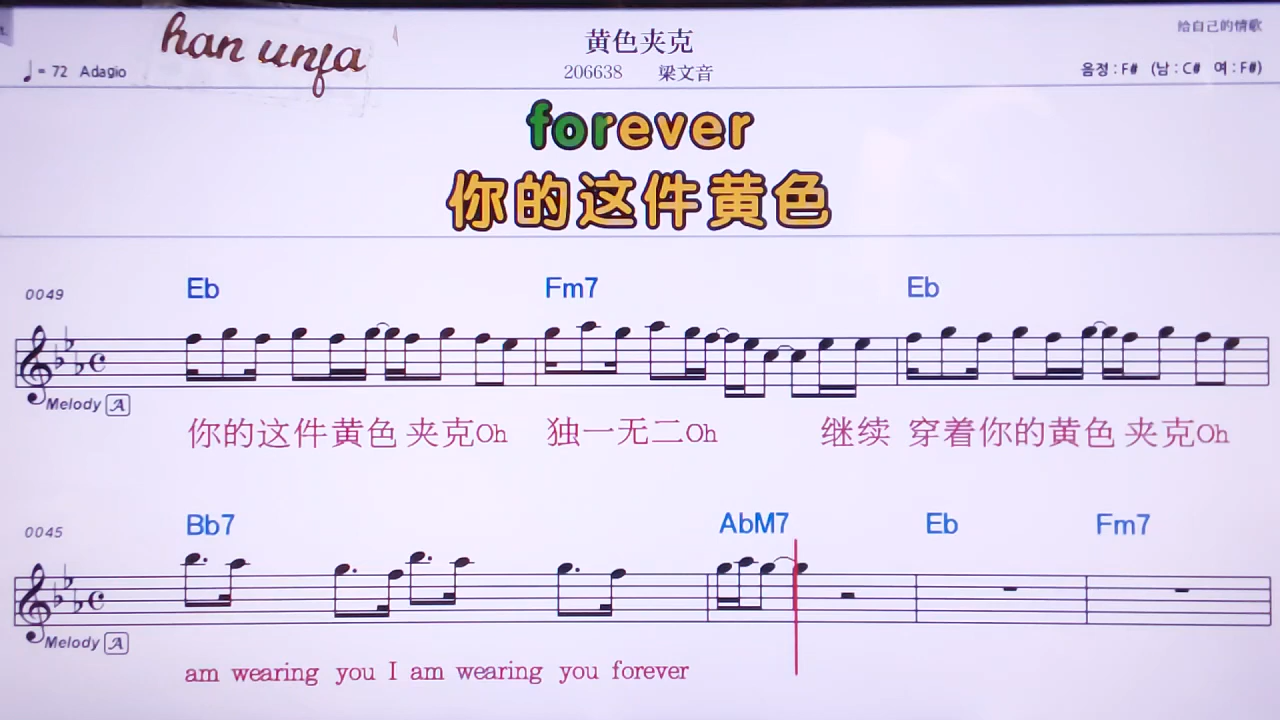 han unfa
黄色夹克
给自己的情歌
♩= 72 Adagio
206638 梁文音
음정 : F# (남 : C# 여 : F#)
forever
你的这件黄色
0049
Eb Fm7 Eb
Melody A
你的这件黄色 夹克Oh 独一无二Oh 继续 穿着你的黄色 夹克Oh
0045
Bb7 AbM7 Eb Fm7
Melody A
am wearing you I am wearing you forever